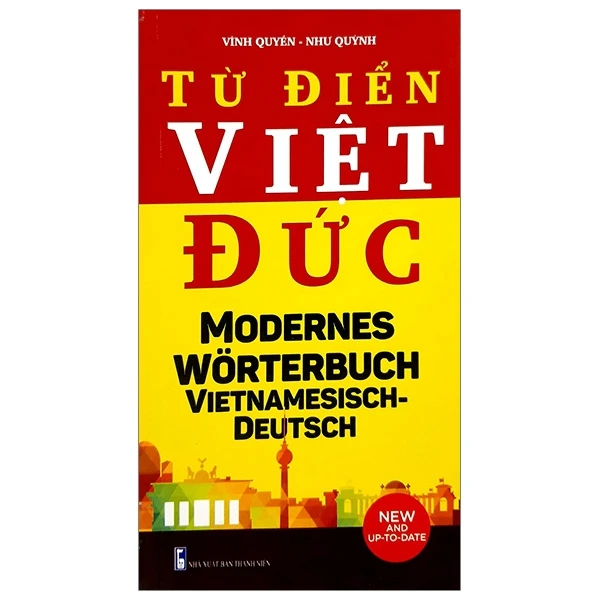 VĨNH QUYỀN - NHƯ QUỲNH
TỪ ĐIỂN
VIỆT
ĐỨC
MODERNES
WÖRTERBUCH
VIETNAMESISCH-
DEUTSCH
NEW
AND
UP-TO-DATE
NHÀ XUẤT BẢN THANH NIÊN